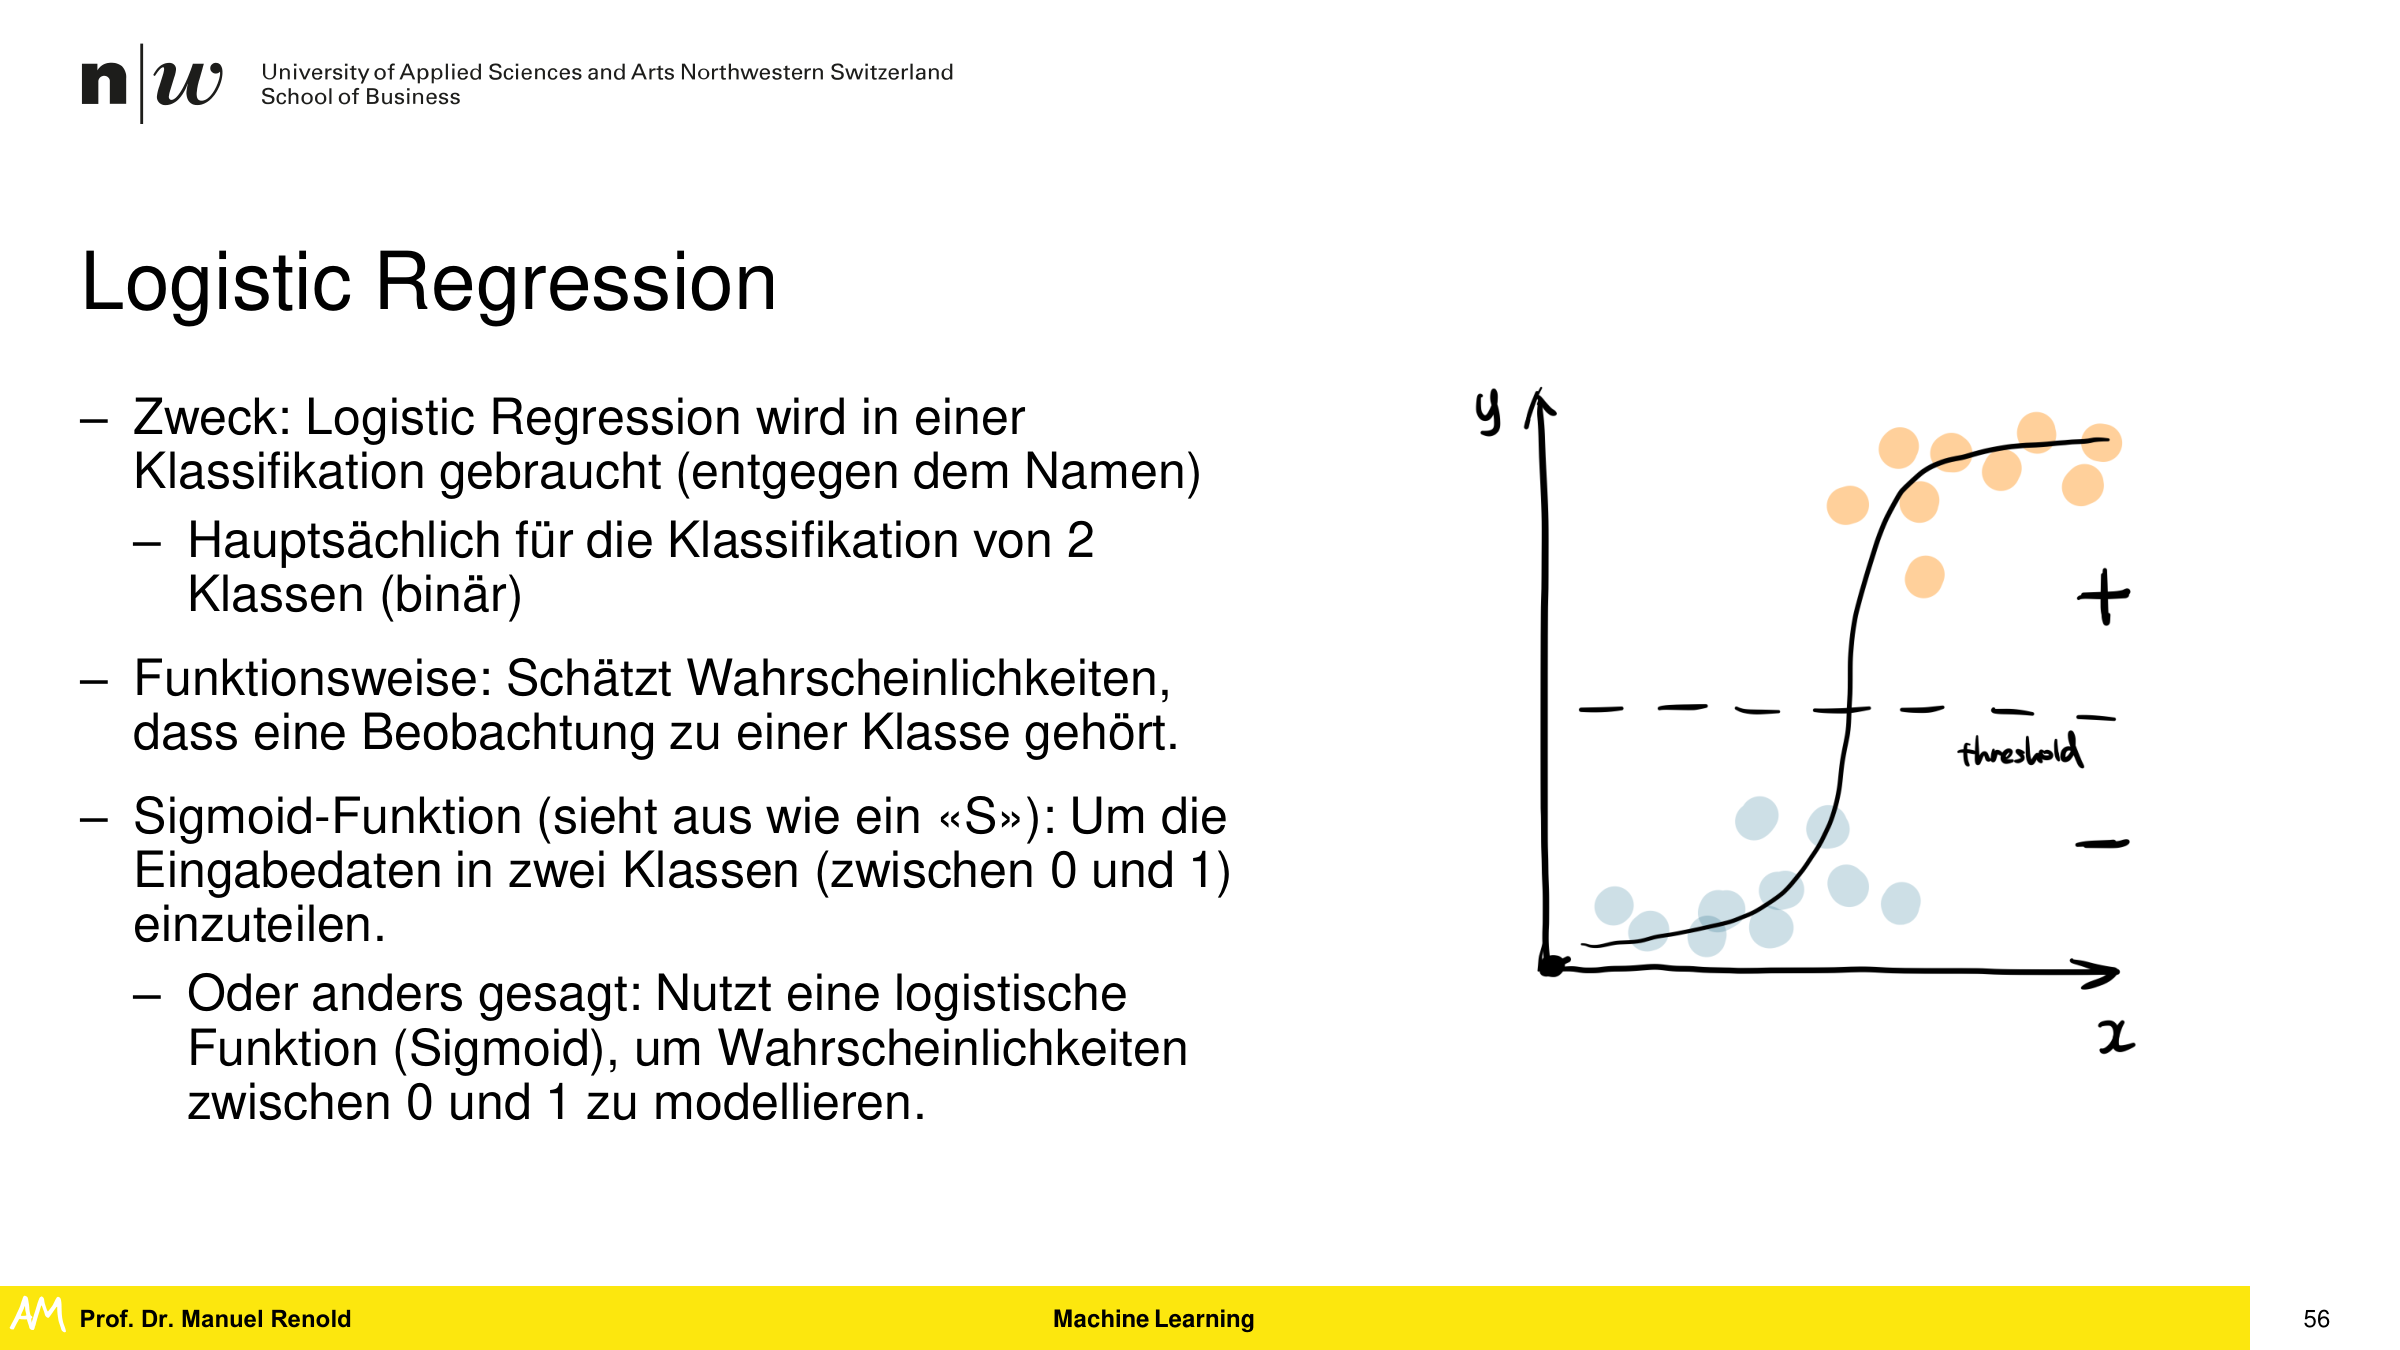 n|w University of Applied Sciences and Arts Northwestern Switzerland
School of Business
Logistic Regression
– Zweck: Logistic Regression wird in einer
Klassifikation gebraucht (entgegen dem Namen)
– Hauptsächlich für die Klassifikation von 2
Klassen (binär)
– Funktionsweise: Schätzt Wahrscheinlichkeiten,
dass eine Beobachtung zu einer Klasse gehört.
– Sigmoid-Funktion (sieht aus wie ein «S»): Um die
Eingabedaten in zwei Klassen (zwischen 0 und 1)
einzuteilen.
– Oder anders gesagt: Nutzt eine logistische
Funktion (Sigmoid), um Wahrscheinlichkeiten
zwischen 0 und 1 zu modellieren.
y
+
threshold
−
x
AM Prof. Dr. Manuel Renold
Machine Learning
56